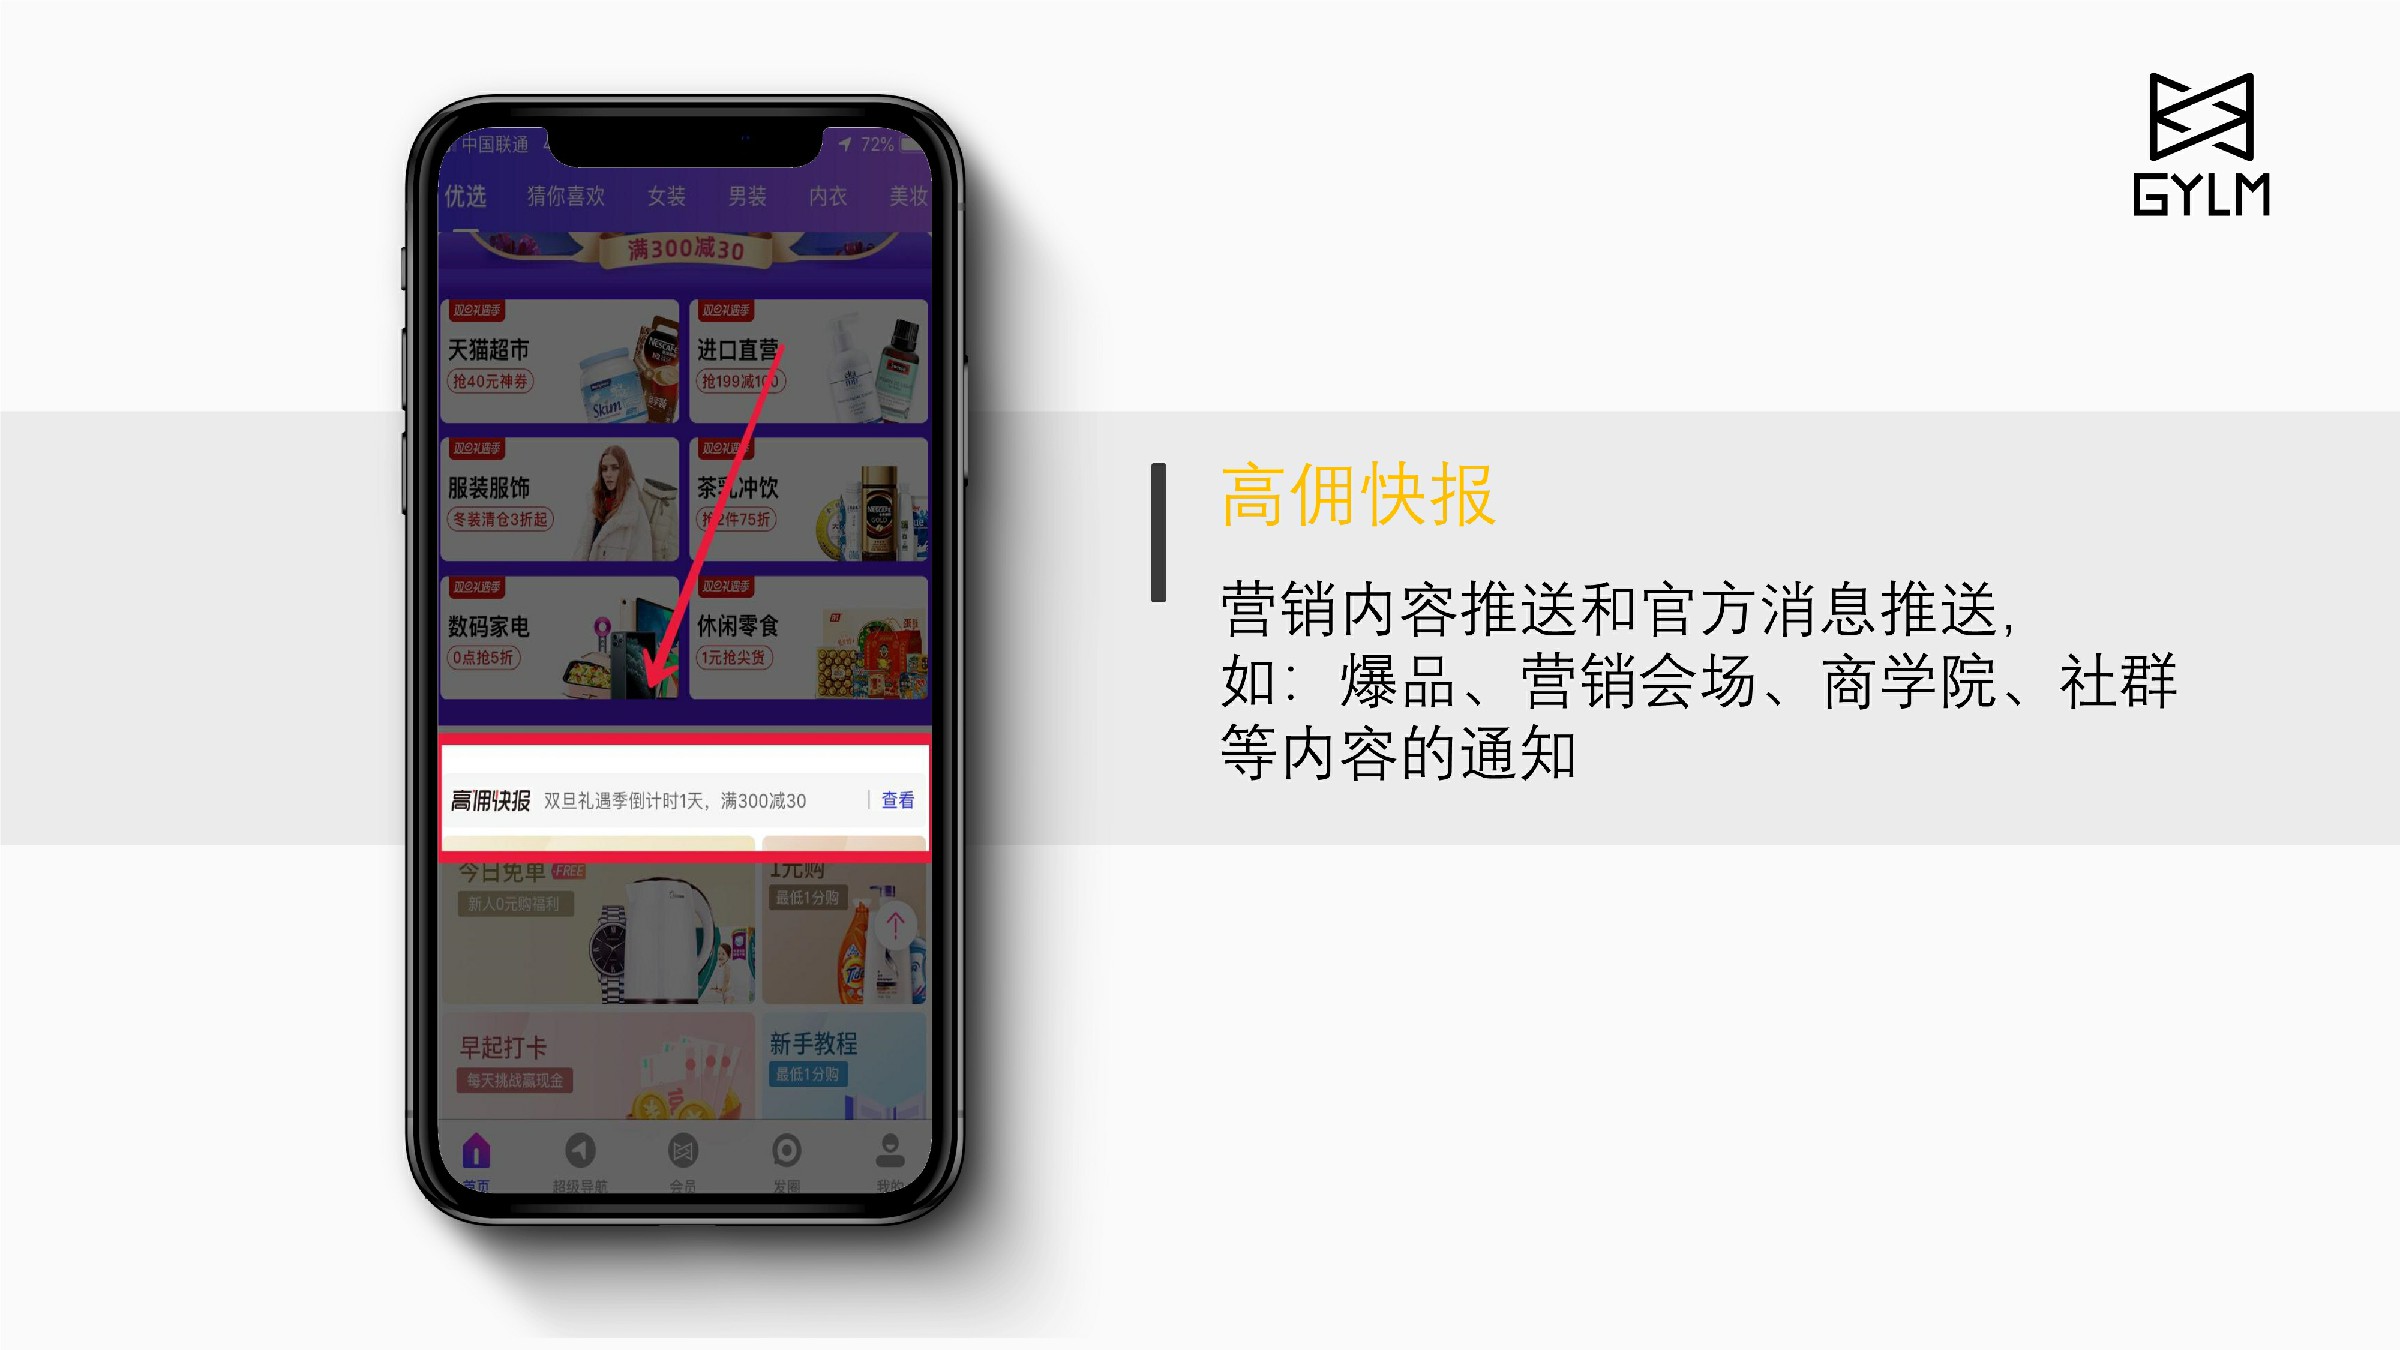 GYLM
中国联通
72%
优选 猜你喜欢 女装 男装 内衣 美妆
满300减30
双旦礼遇季
天猫超市
抢40元神券
双旦礼遇季
进口直营
抢199减100
双旦礼遇季
服装服饰
冬装清仓3折起
双旦礼遇季
茶乳冲饮
抢2件75折
双旦礼遇季
数码家电
0点抢5折
双旦礼遇季
休闲零食
1元抢尖货
NESCAFE
Skim
NESCAFE
GOLD
高佣快报 双旦礼遇季倒计时1天，满300减30 查看
今日免单 FREE
新人0元购福利
1元购
最低1分购
Tide
早起打卡
每天挑战赢现金
新手教程
最低1分购
首页 超级导航 会员 发圈 我的
高佣快报
营销内容推送和官方消息推送，
如：爆品、营销会场、商学院、社群
等内容的通知